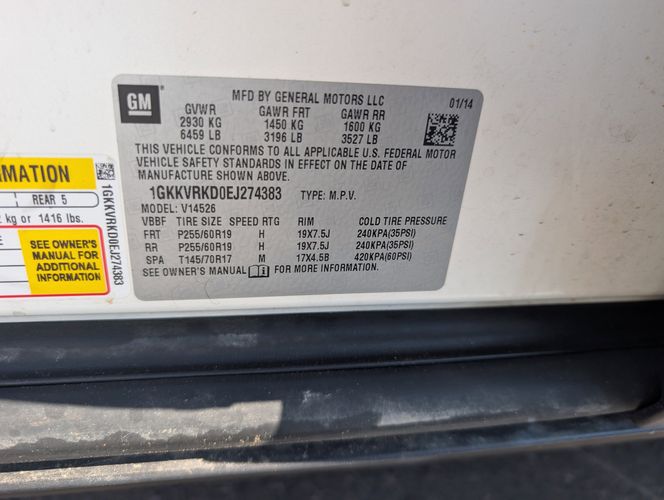 GM
MFD BY GENERAL MOTORS LLC 01/14
GVWR GAWR FRT GAWR RR
2930 KG 1450 KG 1600 KG
6459 LB 3196 LB 3527 LB
THIS VEHICLE CONFORMS TO ALL APPLICABLE U.S. FEDERAL MOTOR
VEHICLE SAFETY STANDARDS IN EFFECT ON THE DATE OF
MANUFACTURE SHOWN ABOVE.
1GKKVRKD0EJ274383 TYPE: M.P.V.
MODEL: V14526
VBBF TIRE SIZE SPEED RTG RIM COLD TIRE PRESSURE
FRT P255/60R19 H 19X7.5J 240KPA(35PSI)
RR P255/60R19 H 19X7.5J 240KPA(35PSI)
SPA T145/70R17 M 17X4.5B 420KPA(60PSI)
SEE OWNER'S MANUAL FOR MORE INFORMATION.
REAR 5
kg or 1416 lbs.
SEE OWNER'S
MANUAL FOR
ADDITIONAL
INFORMATION
1GKKVRKD0EJ274383